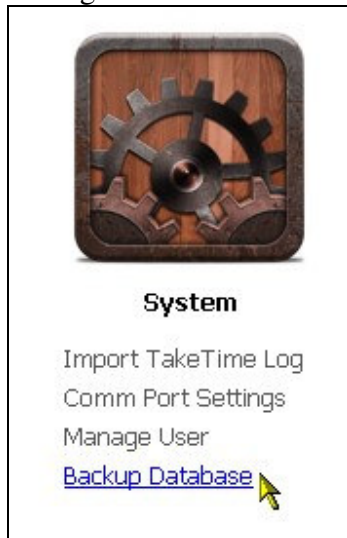 System
Import TakeTime Log
Comm Port Settings
Manage User
Backup Database